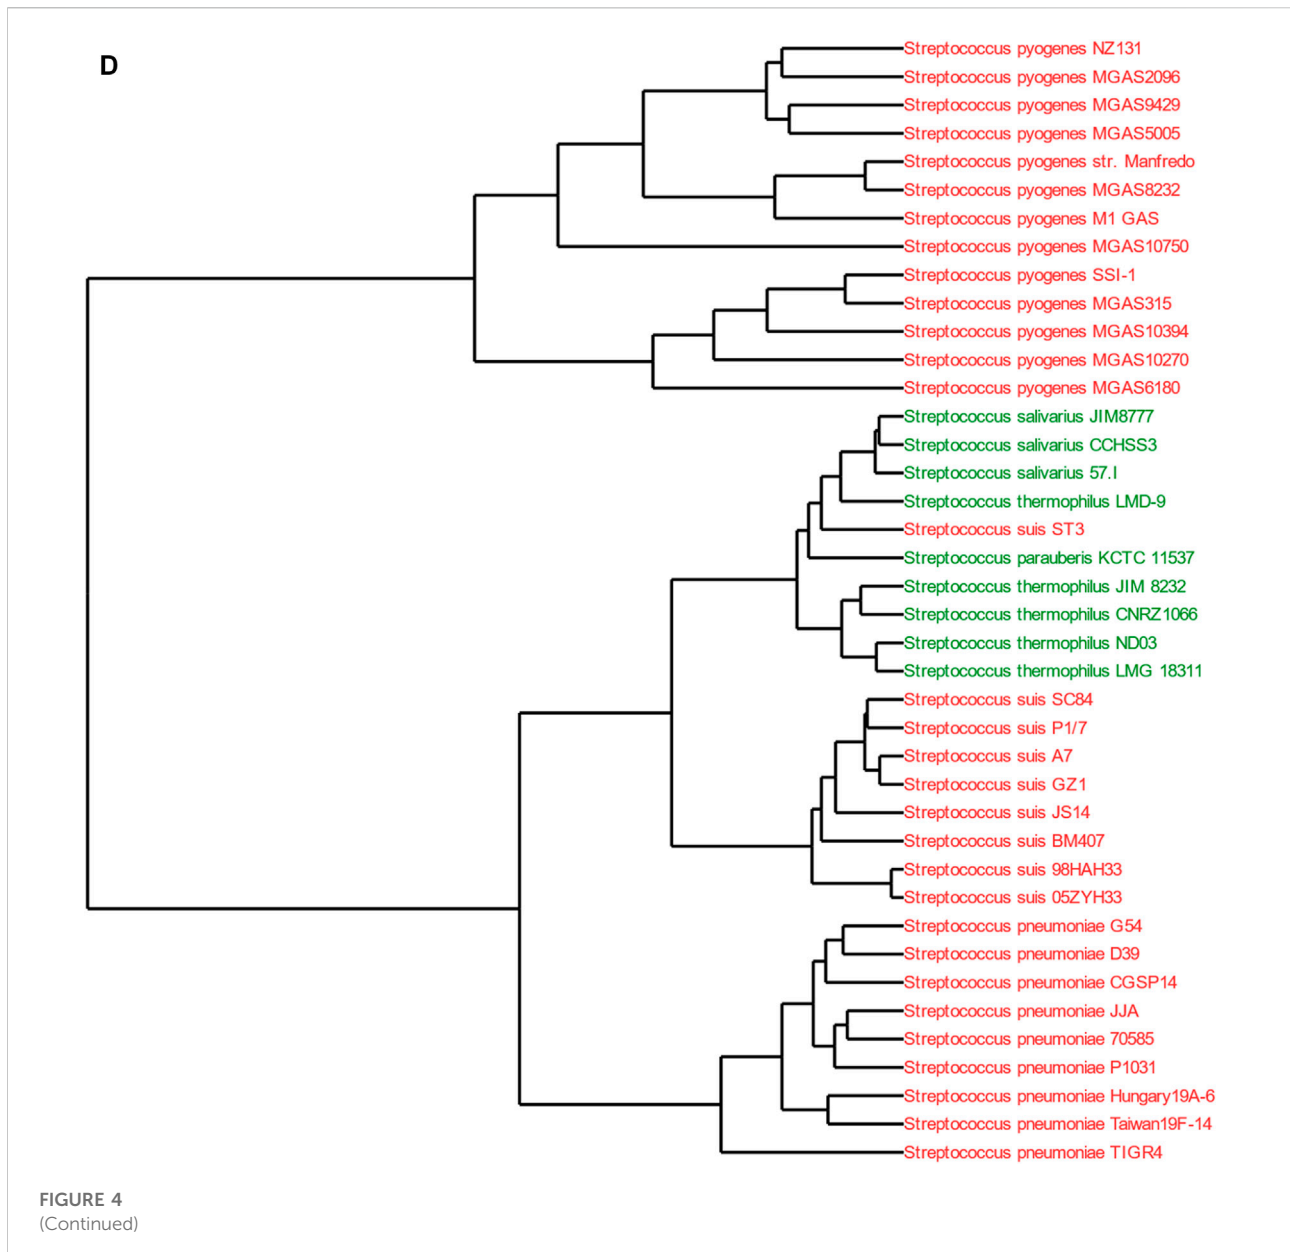 D
Streptococcus pyogenes NZ131
Streptococcus pyogenes MGAS2096
Streptococcus pyogenes MGAS9429
Streptococcus pyogenes MGAS5005
Streptococcus pyogenes str. Manfredo
Streptococcus pyogenes MGAS8232
Streptococcus pyogenes M1 GAS
Streptococcus pyogenes MGAS10750
Streptococcus pyogenes SSI-1
Streptococcus pyogenes MGAS315
Streptococcus pyogenes MGAS10394
Streptococcus pyogenes MGAS10270
Streptococcus pyogenes MGAS6180
Streptococcus salivarius JIM8777
Streptococcus salivarius CCHSS3
Streptococcus salivarius 57.I
Streptococcus thermophilus LMD-9
Streptococcus suis ST3
Streptococcus parauberis KCTC 11537
Streptococcus thermophilus JIM 8232
Streptococcus thermophilus CNRZ1066
Streptococcus thermophilus ND03
Streptococcus thermophilus LMG 18311
Streptococcus suis SC84
Streptococcus suis P1/7
Streptococcus suis A7
Streptococcus suis GZ1
Streptococcus suis JS14
Streptococcus suis BM407
Streptococcus suis 98HAH33
Streptococcus suis 05ZYH33
Streptococcus pneumoniae G54
Streptococcus pneumoniae D39
Streptococcus pneumoniae CGSP14
Streptococcus pneumoniae JJA
Streptococcus pneumoniae 70585
Streptococcus pneumoniae P1031
Streptococcus pneumoniae Hungary19A-6
Streptococcus pneumoniae Taiwan19F-14
Streptococcus pneumoniae TIGR4
FIGURE 4
(Continued)